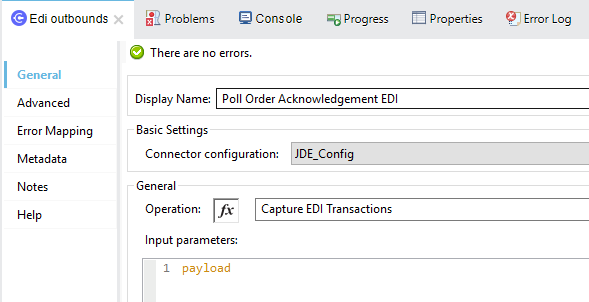 Edi outbounds
Problems
Console
Progress
Properties
Error Log
There are no errors.
General
Advanced
Error Mapping
Metadata
Notes
Help
Display Name: Poll Order Acknowledgement EDI
Basic Settings
Connector configuration: JDE_Config
General
Operation: fx Capture EDI Transactions
Input parameters:
1 payload